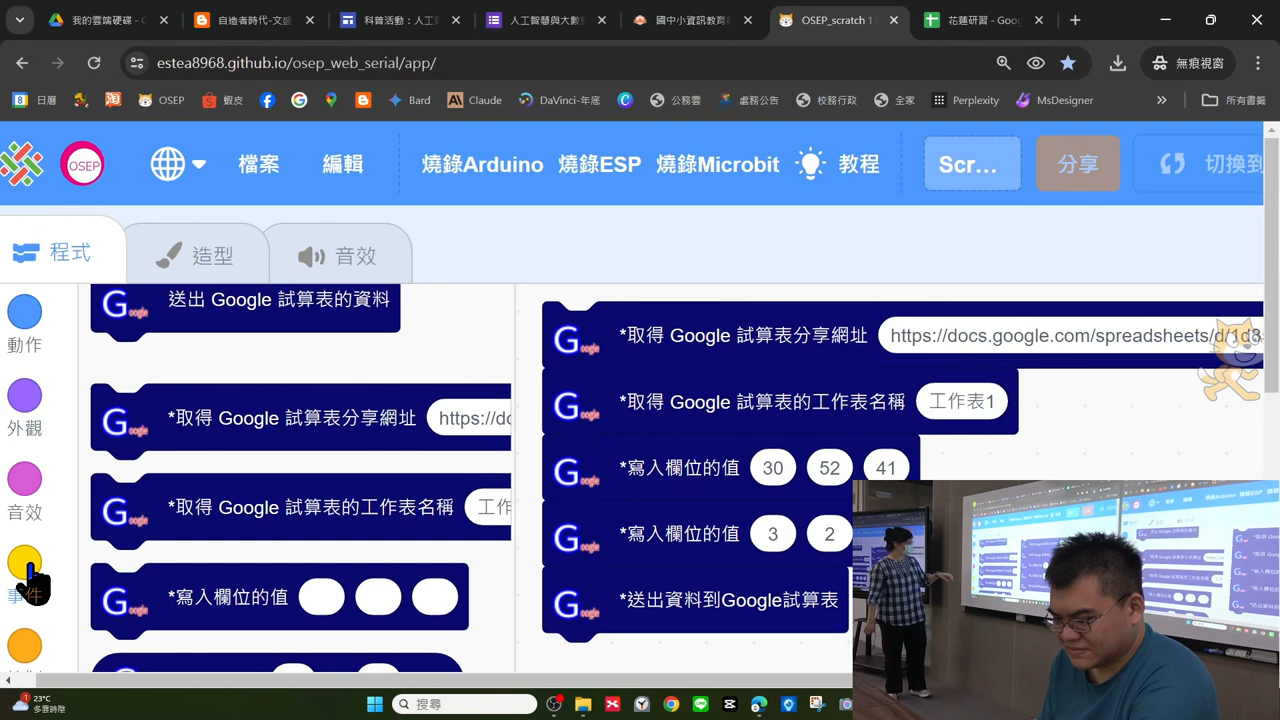 我的雲端硬碟 - G
自造者時代-文盛
科普活動：人工智
人工智慧與大數據
國中小資訊教育
OSEP_scratch 1
花蓮研習 - Goo
estea8968.github.io/osep_web_serial/app/
無痕視窗
日曆
淘
OSEP
蝦皮
Bard
Claude
DaVinci-年底
公務雲
處務公告
校務行政
全家
Perplexity
MsDesigner
所有書籤
OSEP
檔案
編輯
燒錄Arduino
燒錄ESP
燒錄Microbit
教程
Scr...
分享
切換到
程式
造型
音效
動作
外觀
音效
事件
送出 Google 試算表的資料
*取得 Google 試算表分享網址 https://do
*取得 Google 試算表的工作表名稱 工作
*寫入欄位的值
*取得 Google 試算表分享網址 https://docs.google.com/spreadsheets/d/1d3
*取得 Google 試算表的工作表名稱 工作表1
*寫入欄位的值 30 52 41
*寫入欄位的值 3 2
*送出資料到Google試算表
23°C
多雲時陰
搜尋